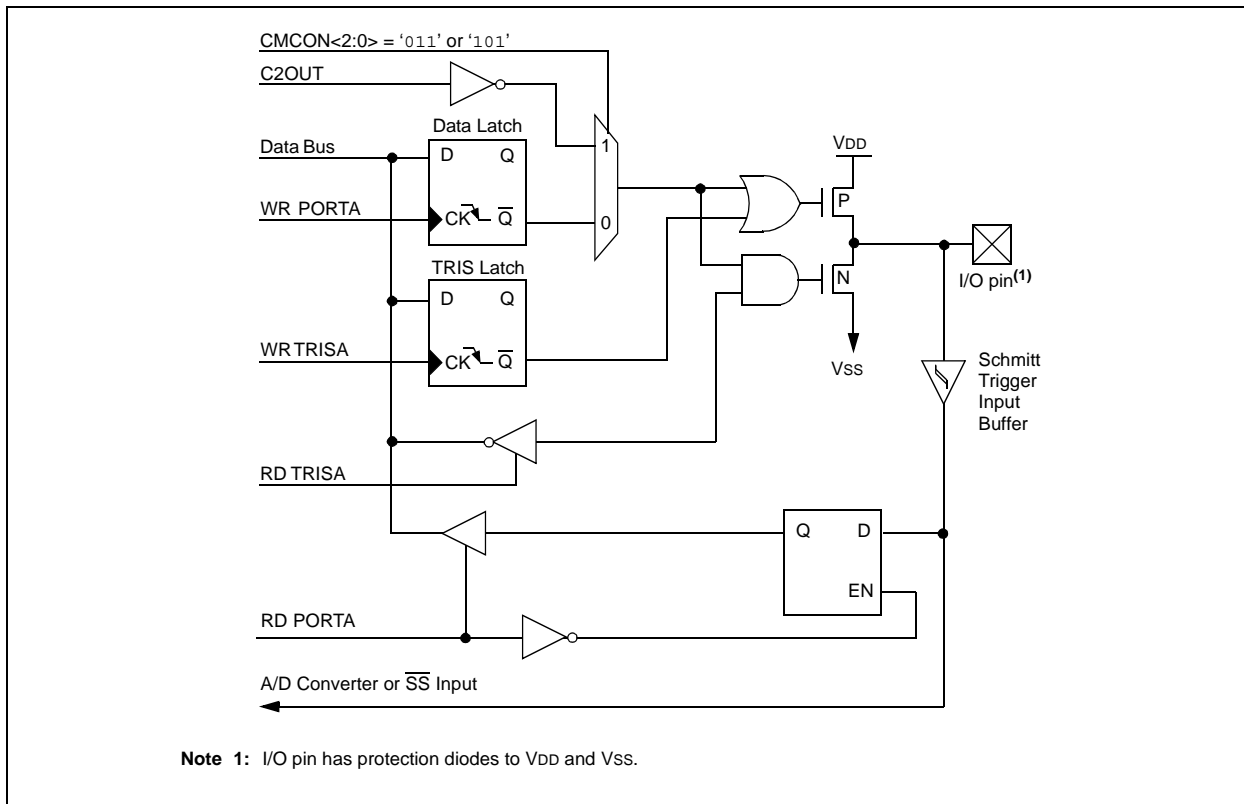 CMCON<2:0> = ‘011’ or ‘101’
C2OUT
Data Latch
Data Bus
D
Q
1
VDD
WR PORTA
CK
Q̅
0
P
TRIS Latch
D
Q
N
I/O pin(1)
WR TRISA
CK
Q̅
VSS
Schmitt
Trigger
Input
Buffer
RD TRISA
Q
D
EN
RD PORTA
A/D Converter or S̅S̅ Input
Note 1: I/O pin has protection diodes to VDD and VSS.